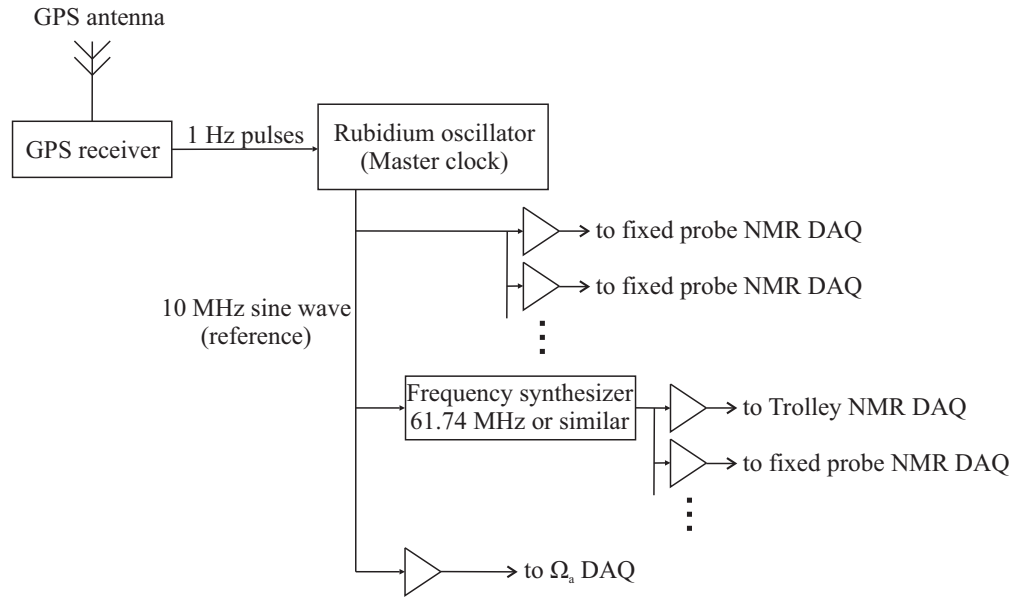 GPS antenna
GPS receiver
1 Hz pulses
Rubidium oscillator
(Master clock)
to fixed probe NMR DAQ
to fixed probe NMR DAQ
10 MHz sine wave
(reference)
Frequency synthesizer
61.74 MHz or similar
to Trolley NMR DAQ
to fixed probe NMR DAQ
to Ωₐ DAQ